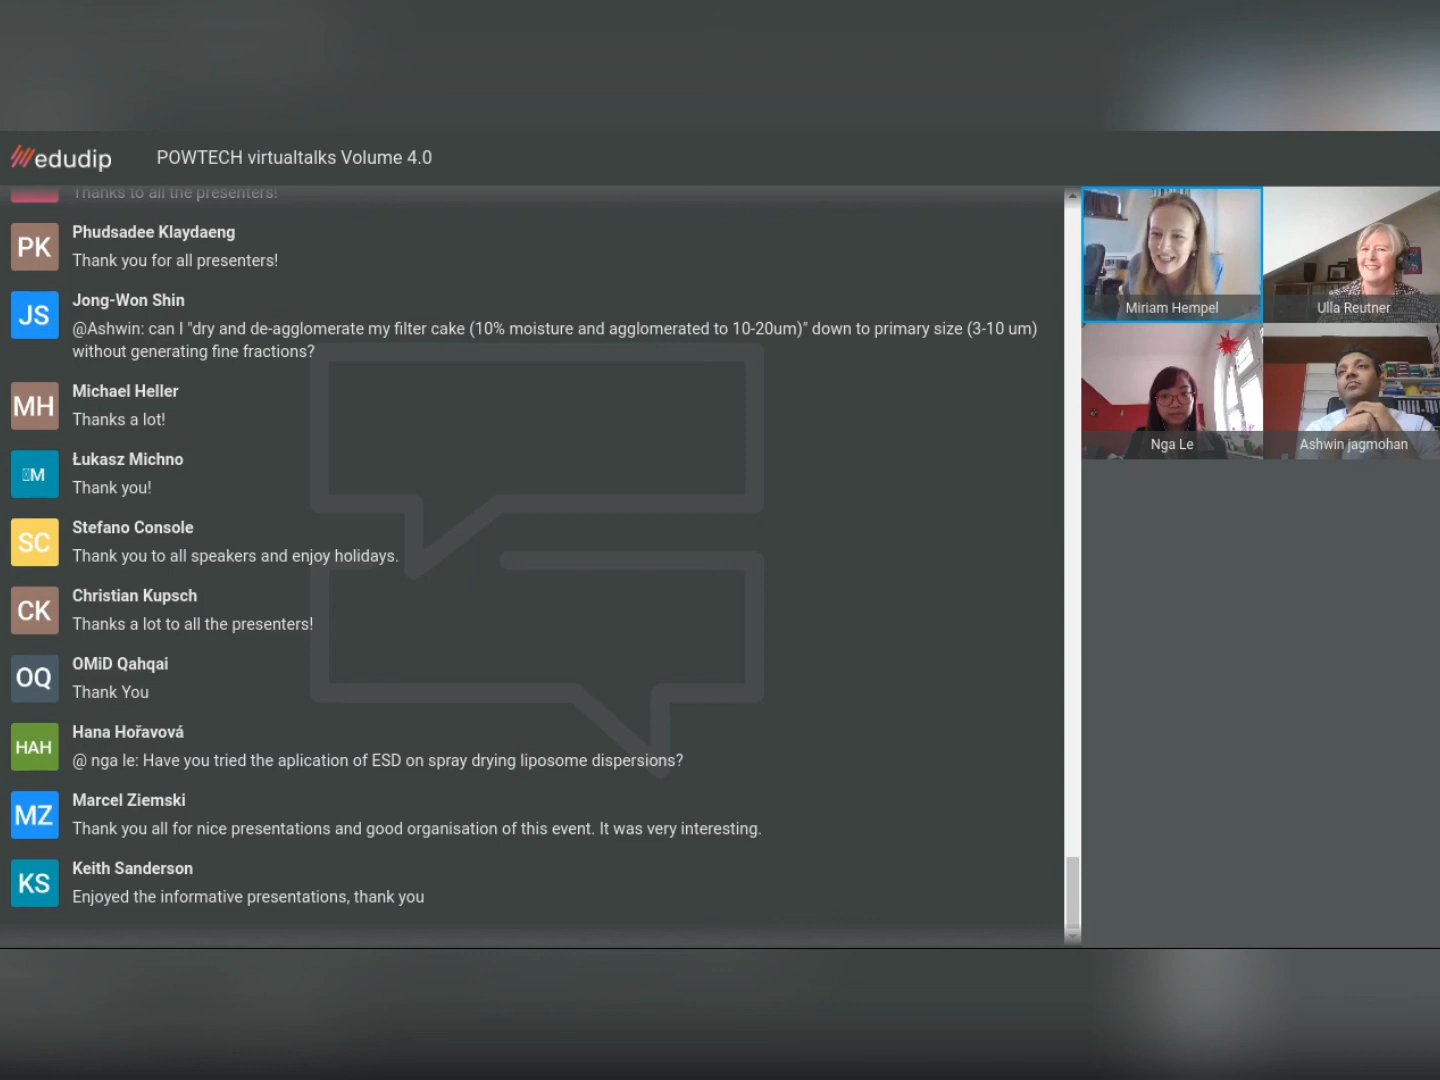 edudip
POWTECH virtualtalks Volume 4.0
Thanks to all the presenters!
PK
Phudsadee Klaydaeng
Thank you for all presenters!
JS
Jong-Won Shin
@Ashwin: can I "dry and de-agglomerate my filter cake (10% moisture and agglomerated to 10-20um)" down to primary size (3-10 um)
without generating fine fractions?
MH
Michael Heller
Thanks a lot!
M
Łukasz Michno
Thank you!
SC
Stefano Console
Thank you to all speakers and enjoy holidays.
CK
Christian Kupsch
Thanks a lot to all the presenters!
OQ
OMiD Qahqai
Thank You
HAH
Hana Hořavová
@ nga le: Have you tried the aplication of ESD on spray drying liposome dispersions?
MZ
Marcel Ziemski
Thank you all for nice presentations and good organisation of this event. It was very interesting.
KS
Keith Sanderson
Enjoyed the informative presentations, thank you
Miriam Hempel
Ulla Reutner
Nga Le
Ashwin jagmohan